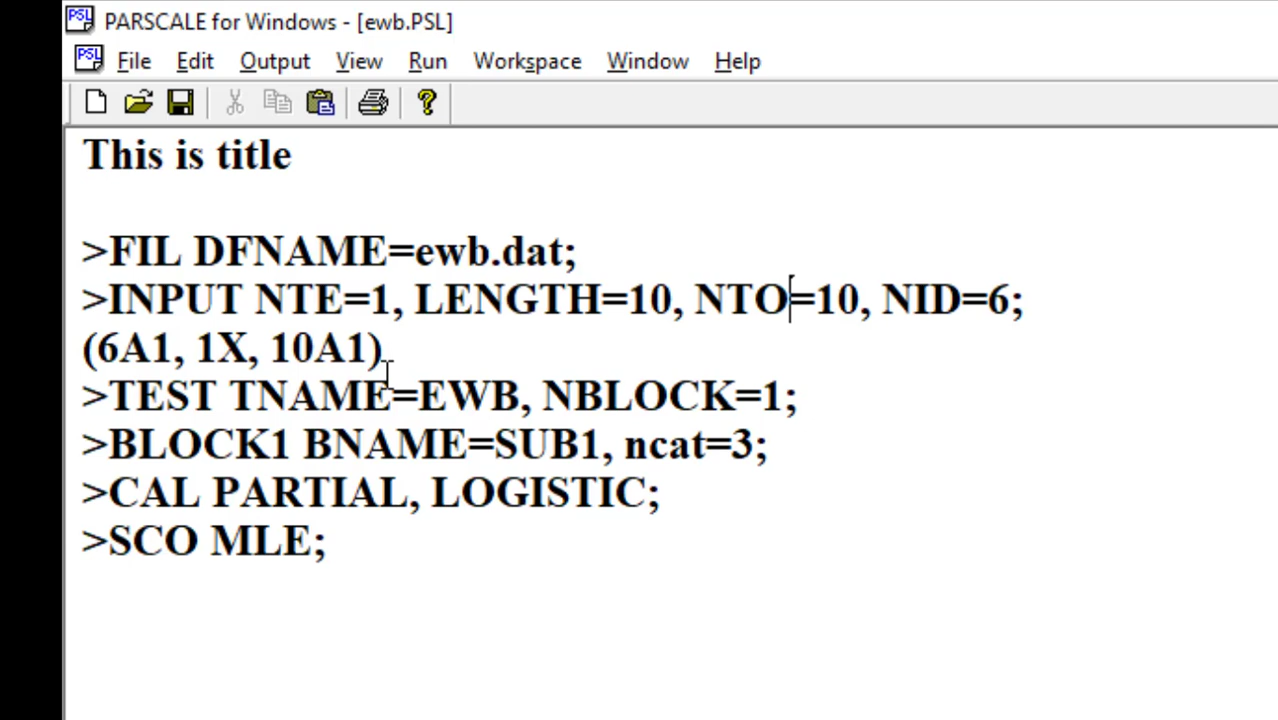 PARSCALE for Windows - [ewb.PSL]
File Edit Output View Run Workspace Window Help
This is title
>FIL DFNAME=ewb.dat;
>INPUT NTE=1, LENGTH=10, NTO=10, NID=6;
(6A1, 1X, 10A1)
>TEST TNAME=EWB, NBLOCK=1;
>BLOCK1 BNAME=SUB1, ncat=3;
>CAL PARTIAL, LOGISTIC;
>SCO MLE;